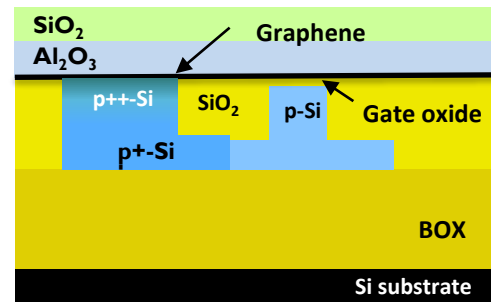 SiO₂
Graphene
Al₂O₃
p++-Si
SiO₂
p-Si
Gate oxide
p+-Si
BOX
Si substrate